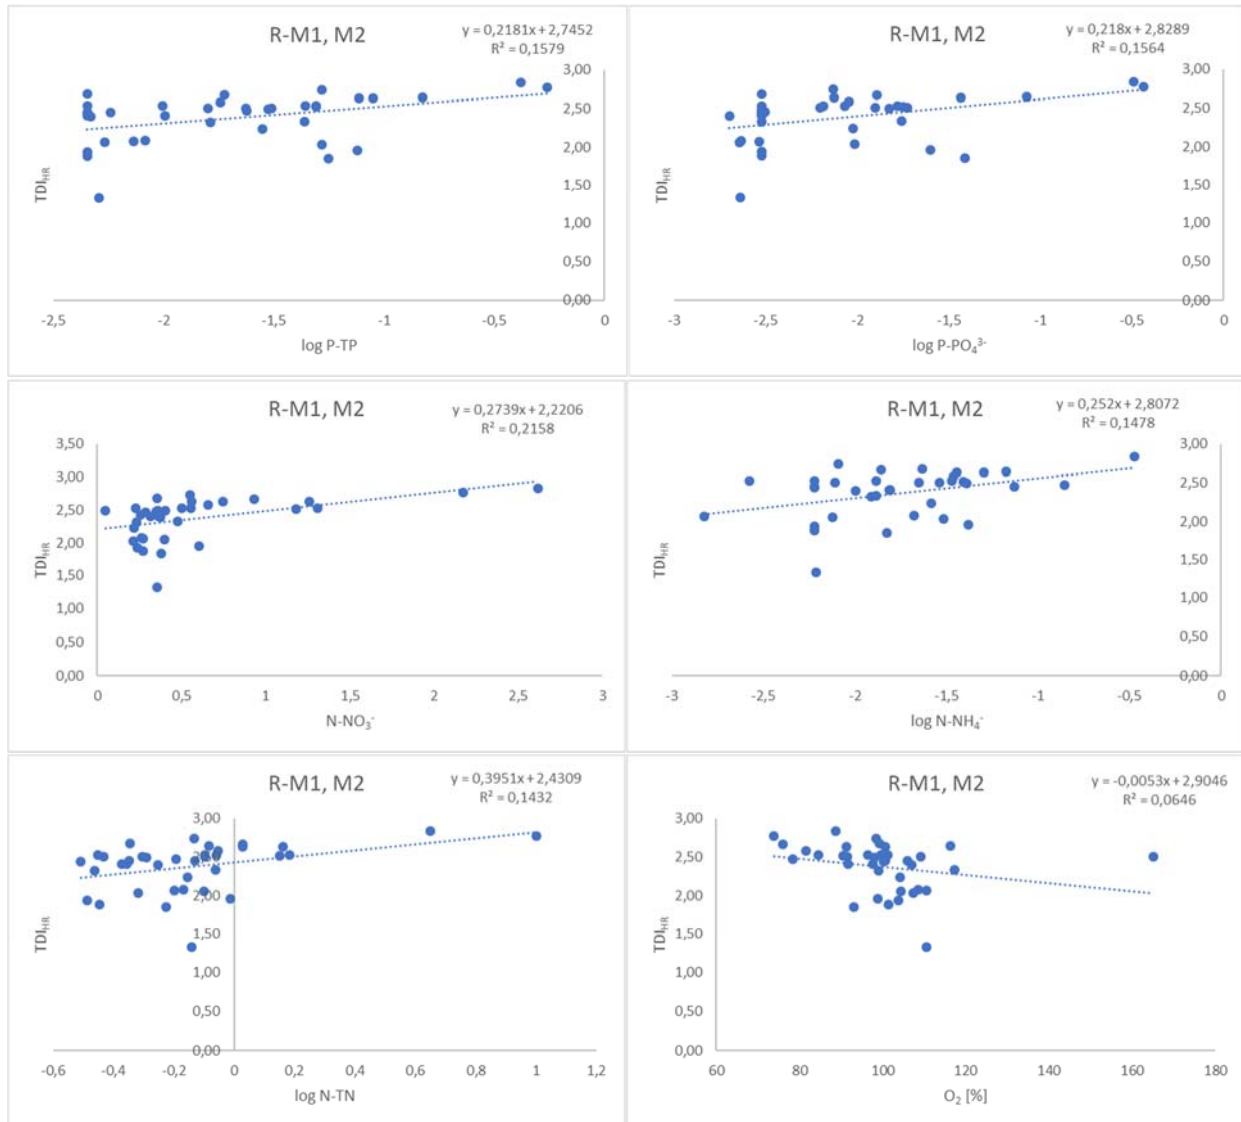 R-M1, M2
y = 0,2181x + 2,7452
R² = 0,1579
3,00
2,50
2,00
1,50
1,00
0,50
0,00
TDI_HR
-2,5 -2 -1,5 -1 -0,5 0
log P-TP
R-M1, M2
y = 0,218x + 2,8289
R² = 0,1564
3,00
2,50
2,00
1,50
1,00
0,50
0,00
TDI_HR
-3 -2,5 -2 -1,5 -1 -0,5 0
log P-PO₄³⁻
R-M1, M2
y = 0,2739x + 2,2206
R² = 0,2158
3,50
3,00
2,50
2,00
1,50
1,00
0,50
0,00
TDI_HR
0 0,5 1 1,5 2 2,5 3
N-NO₃⁻
R-M1, M2
y = 0,252x + 2,8072
R² = 0,1478
3,00
2,50
2,00
1,50
1,00
0,50
0,00
TDI_HR
-3 -2,5 -2 -1,5 -1 -0,5 0
log N-NH₄⁻
R-M1, M2
y = 0,3951x + 2,4309
R² = 0,1432
3,00
2,50
2,00
1,50
1,00
0,50
0,00
TDI_HR
-0,6 -0,4 -0,2 0 0,2 0,4 0,6 0,8 1 1,2
log N-TN
R-M1, M2
y = -0,0053x + 2,9046
R² = 0,0646
3,00
2,50
2,00
1,50
1,00
0,50
0,00
TDI_HR
60 80 100 120 140 160 180
O₂ [%]